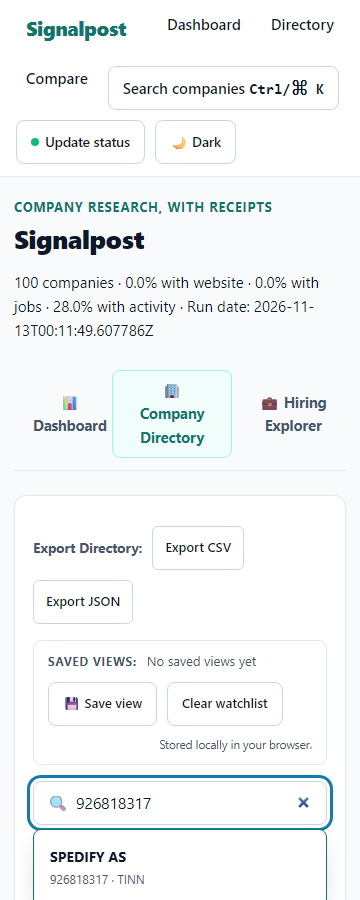 Signalpost Dashboard Directory
Compare Search companies Ctrl/⌘ K
Update status Dark
COMPANY RESEARCH, WITH RECEIPTS
Signalpost
100 companies · 0.0% with website · 0.0% with
jobs · 28.0% with activity · Run date: 2026-11-
13T00:11:49.607786Z
Dashboard
Company
Directory
Hiring
Explorer
Export Directory: Export CSV
Export JSON
SAVED VIEWS: No saved views yet
Save view Clear watchlist
Stored locally in your browser.
926818317
SPEDIFY AS
926818317 · TINN